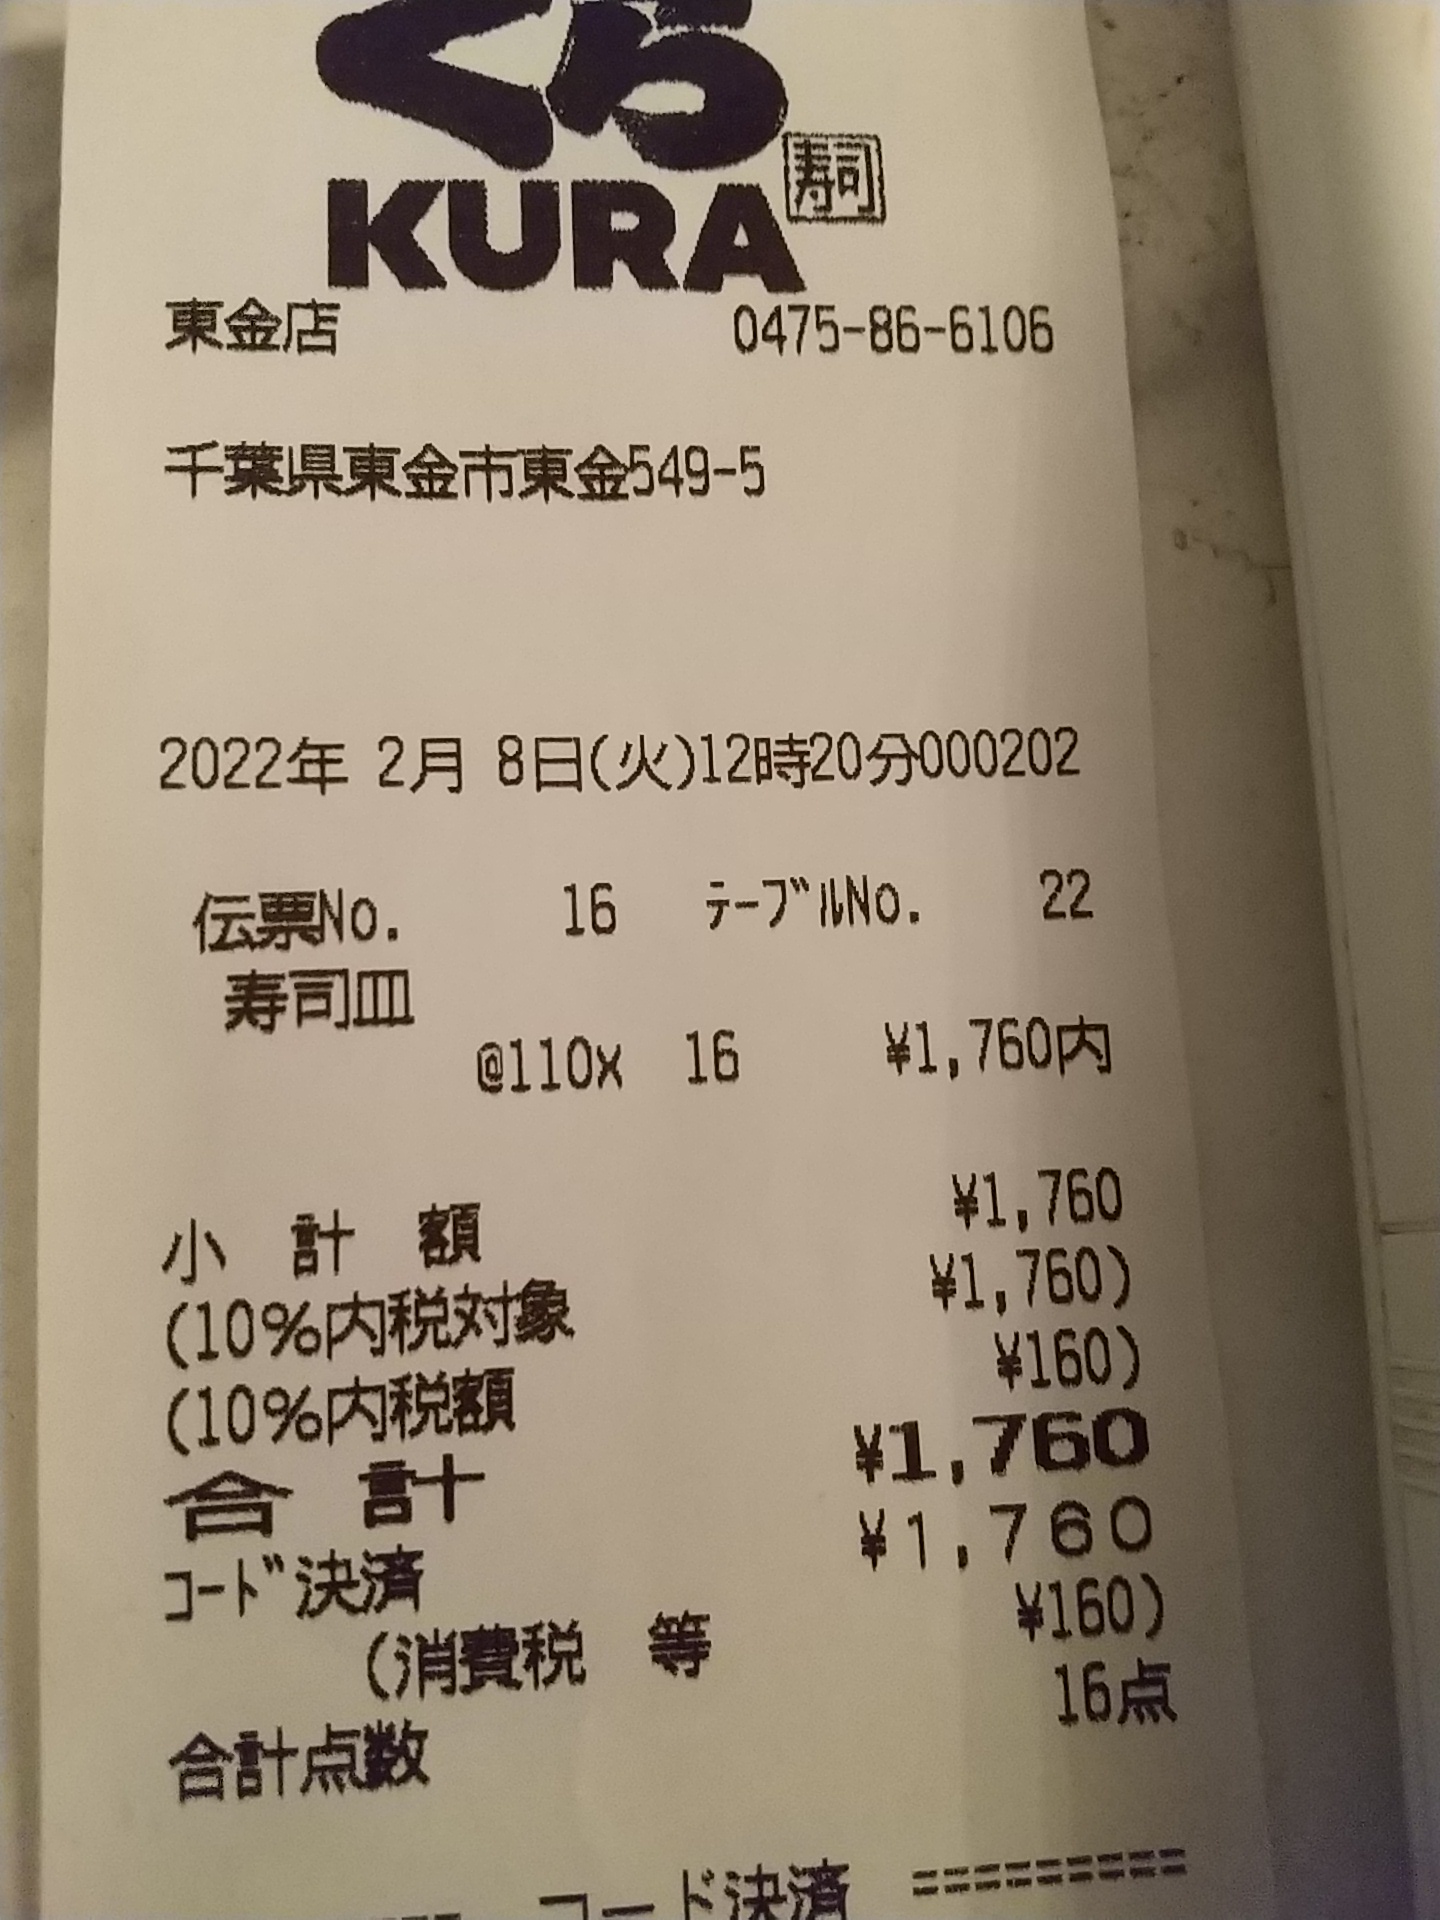 くら
寿司
KURA
東金店 0475-86-6106
千葉県東金市東金549-5
2022年 2月 8日(火)12時20分000202
伝票No. 16 ﾃｰﾌﾞﾙNo. 22
寿司皿
@110x 16 ¥1,760内
小 計 額 ¥1,760
(10%内税対象 ¥1,760)
(10%内税額 ¥160)
合 計 ¥1,760
ｺｰﾄﾞ決済 ¥1,760
(消費税 等 ¥160)
合計点数 16点
コード決済 =========